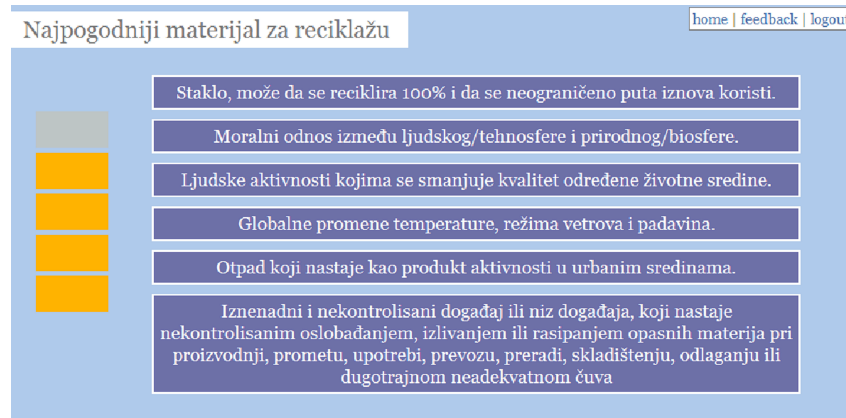 Najpogodniji materijal za reciklažu
home | feedback | logout
Staklo, može da se reciklira 100% i da se neograničeno puta iznova koristi.
Moralni odnos između ljudskog/tehnosfere i prirodnog/biosfere.
Ljudske aktivnosti kojima se smanjuje kvalitet određene životne sredine.
Globalne promene temperature, režima vetrova i padavina.
Otpad koji nastaje kao produkt aktivnosti u urbanim sredinama.
Iznenadni i nekontrolisani događaj ili niz događaja, koji nastaje
nekontrolisanim oslobađanjem, izlivanjem ili rasipanjem opasnih materija pri
proizvodnji, prometu, upotrebi, prevozu, preradi, skladištenju, odlaganju ili
dugotrajnom neadekvatnom čuva